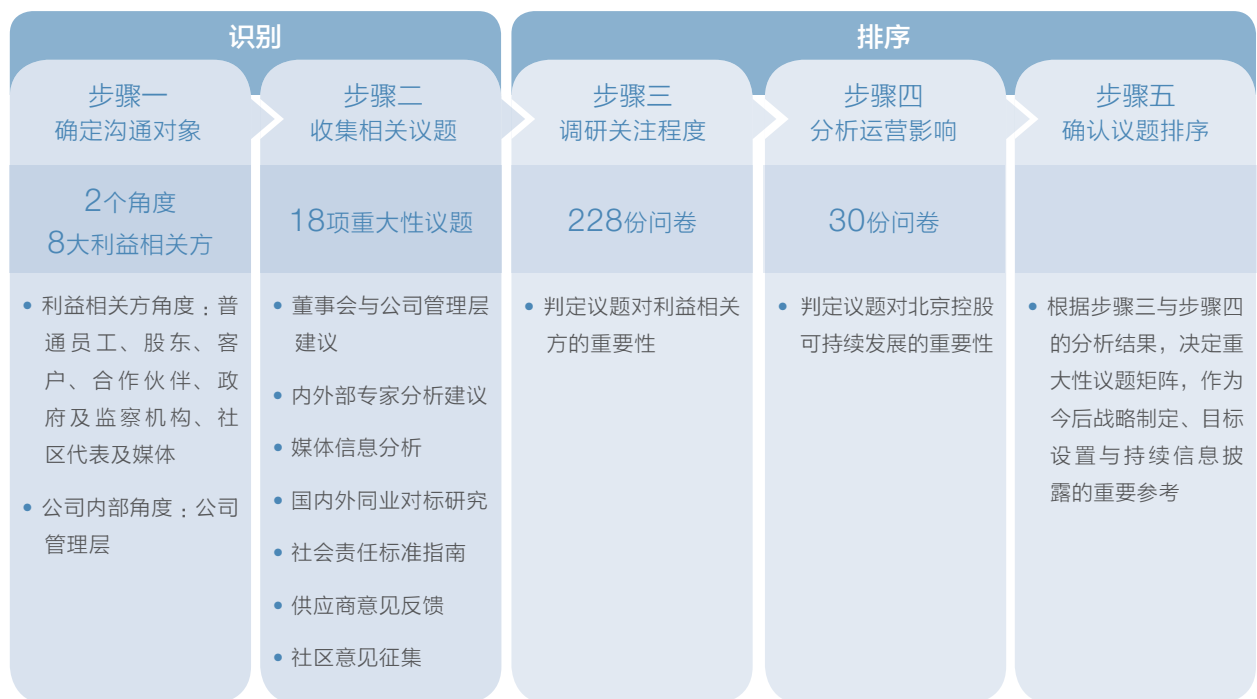 识别
排序
步骤一
确定沟通对象
2个角度
8大利益相关方
• 利益相关方角度：普
通员工、股东、客
户、合作伙伴、政
府及监察机构、社
区代表及媒体
• 公司内部角度：公司
管理层
步骤二
收集相关议题
18项重大性议题
• 董事会与公司管理层
建议
• 内外部专家分析建议
• 媒体信息分析
• 国内外同业对标研究
• 社会责任标准指南
• 供应商意见反馈
• 社区意见征集
步骤三
调研关注程度
228份问卷
• 判定议题对利益相关
方的重要性
步骤四
分析运营影响
30份问卷
• 判定议题对北京控股
可持续发展的重要性
步骤五
确认议题排序
• 根据步骤三与步骤四
的分析结果，决定重
大性议题矩阵，作为
今后战略制定、目标
设置与持续信息披
露的重要参考